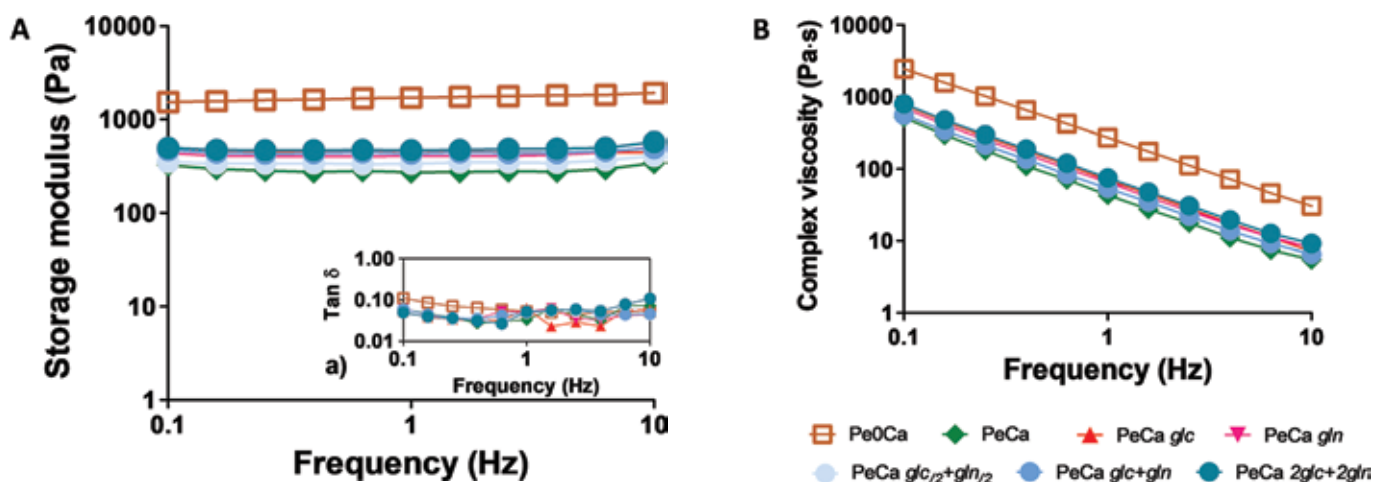 A
Storage modulus (Pa)
10000
1000
100
10
1
0.1
1
10
Frequency (Hz)
Tan δ
1.00
0.10
0.01
0.1
1
10
a)
Frequency (Hz)
B
Complex viscosity (Pa·s)
10000
1000
100
10
1
0.1
1
10
Frequency (Hz)
Pe0Ca PeCa PeCa glc PeCa gln
PeCa glc/2+gln/2 PeCa glc+gln PeCa 2glc+2gln